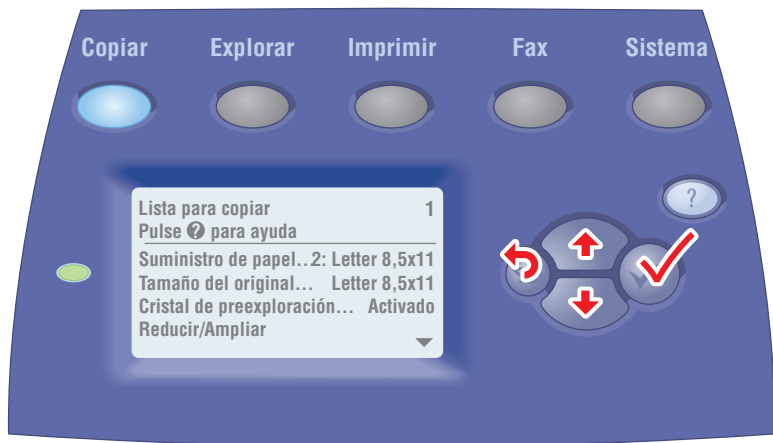 Copiar Explorar Imprimir Fax Sistema
?
Lista para copiar 1
Pulse ? para ayuda
Suministro de papel..2: Letter 8,5x11
Tamaño del original... Letter 8,5x11
Cristal de preexploración... Activado
Reducir/Ampliar